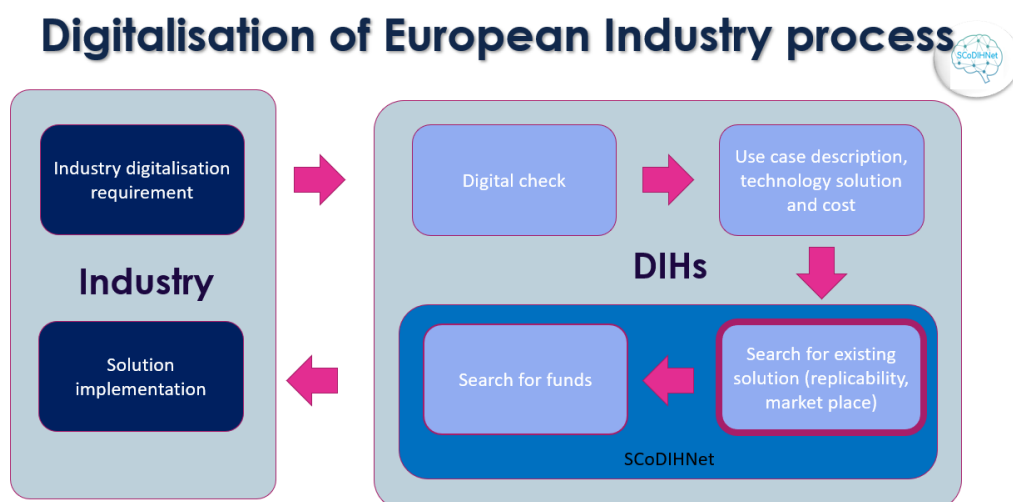 Digitalisation of European Industry process
SCoDIHNet
Industry digitalisation
requirement
Digital check
Use case description,
technology solution
and cost
Industry
DIHs
Solution
implementation
Search for funds
Search for existing
solution (replicability,
market place)
SCoDIHNet